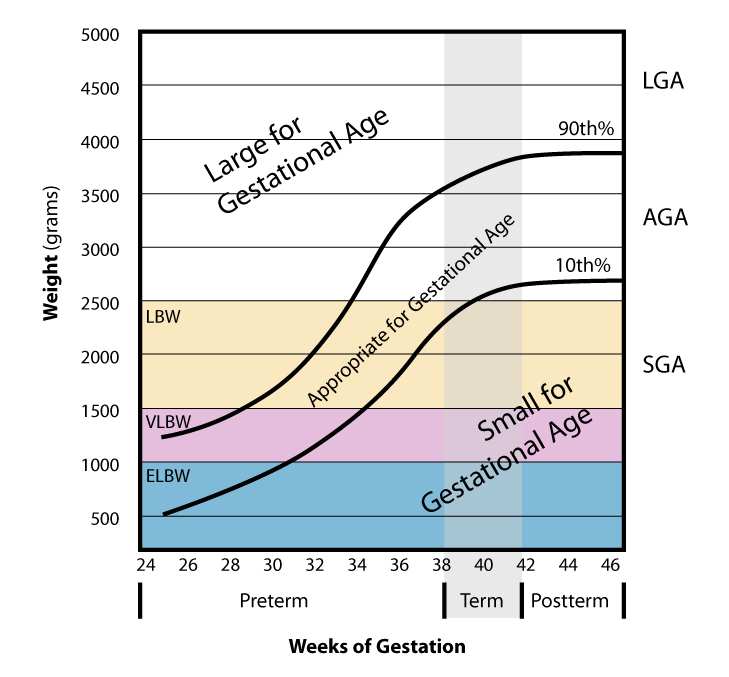 5000
4500
4000
3500
3000
2500
2000
1500
1000
500
Weight (grams)
LGA
AGA
SGA
90th%
10th%
Large for
Gestational Age
Appropriate for Gestational Age
Small for
Gestational Age
LBW
VLBW
ELBW
24 26 28 30 32 34 36 38 40 42 44 46
Preterm Term Postterm
Weeks of Gestation